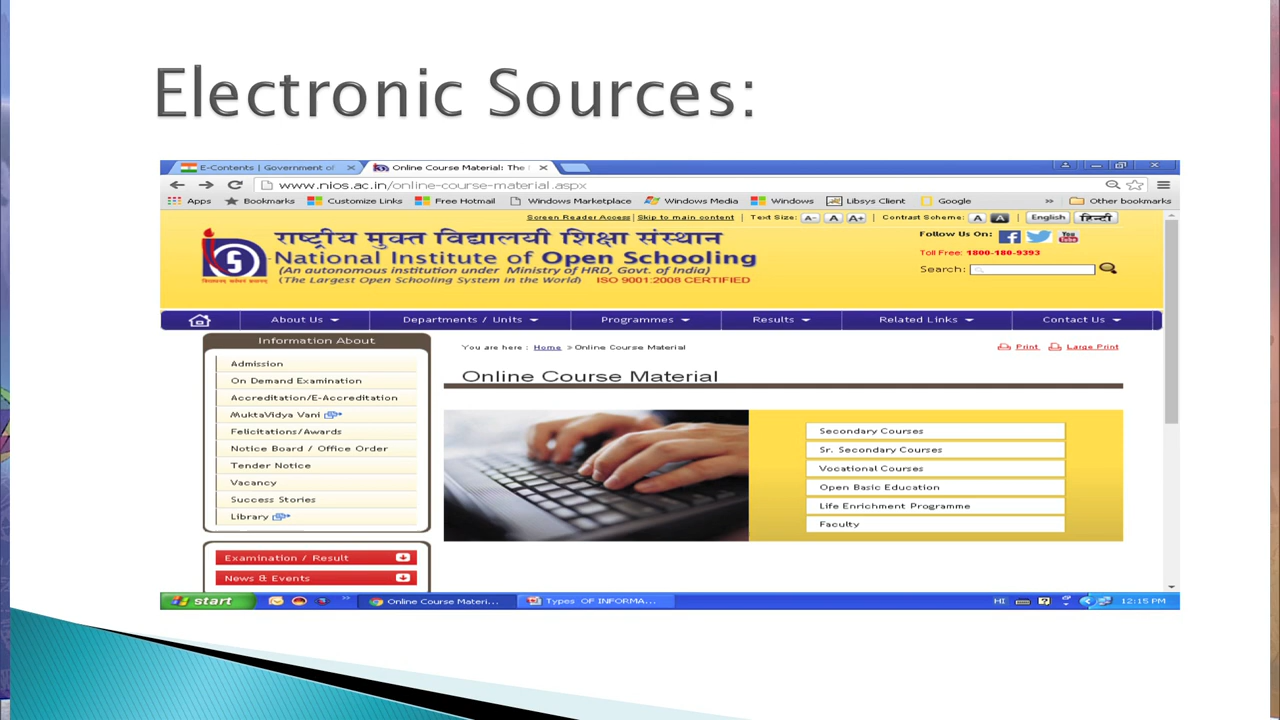 Electronic Sources:
E-Contents | Government of
Online Course Material: The
www.nios.ac.in/online-course-material.aspx
Apps Bookmarks Customize Links Free Hotmail Windows Marketplace Windows Media Windows Libsys Client Google » Other bookmarks
Screen Reader Access | Skip to main content | Text Size: A- A A+ | Contrast Scheme: A A | English हिन्दी
राष्ट्रीय मुक्त विद्यालयी शिक्षा संस्थान
National Institute of Open Schooling
(An autonomous institution under Ministry of HRD, Govt. of India)
(The Largest Open Schooling System in the World) ISO 9001:2008 CERTIFIED
Follow Us On: You Tube
Toll Free: 1800-180-9393
Search:
About Us Departments / Units Programmes Results Related Links Contact Us
Information About
Admission
On Demand Examination
Accreditation/E-Accreditation
MuktaVidya Vani
Felicitations/Awards
Notice Board / Office Order
Tender Notice
Vacancy
Success Stories
Library
Examination / Result
News & Events
You are here : Home > Online Course Material
Print Large Print
Online Course Material
Secondary Courses
Sr. Secondary Courses
Vocational Courses
Open Basic Education
Life Enrichment Programme
Faculty
start » Online Course Materi... Types OF INFORMA... HI 12:15 PM